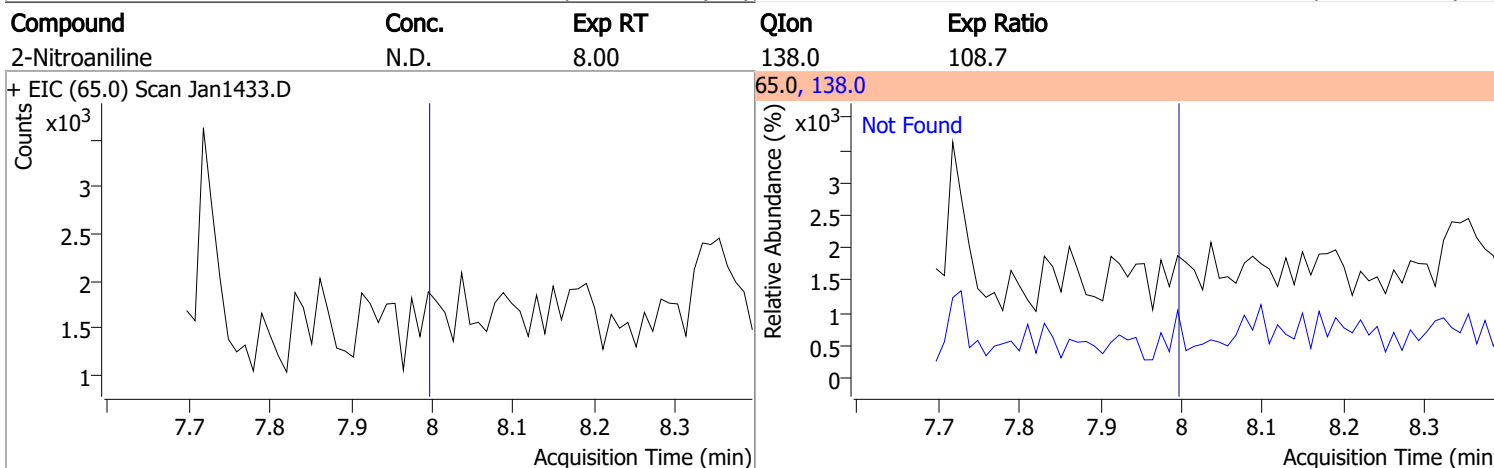 Compound Conc. Exp RT QIon Exp Ratio
2-Nitroaniline N.D. 8.00 138.0 108.7
+ EIC (65.0) Scan Jan1433.D
Counts
x10³
3
2.5
2
1.5
1
7.7 7.8 7.9 8 8.1 8.2 8.3
Acquisition Time (min)
65.0, 138.0
Relative Abundance (%)
x10³
Not Found
3
2.5
2
1.5
1
0.5
0
7.7 7.8 7.9 8 8.1 8.2 8.3
Acquisition Time (min)